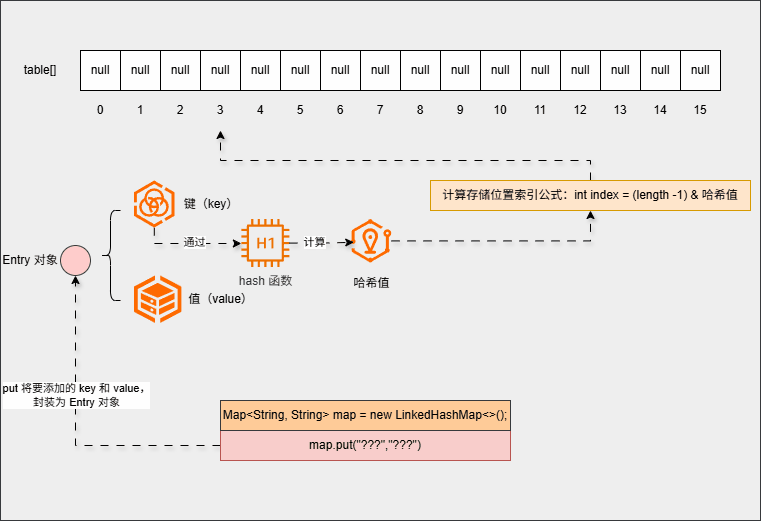 table[]
null null null null null null null null null null null null null null null null
0 1 2 3 4 5 6 7 8 9 10 11 12 13 14 15
计算存储位置索引公式：int index = (length -1) & 哈希值
键（key）
通过
H1
计算
hash 函数
哈希值
Entry 对象
值（value）
put 将要添加的 key 和 value，
封装为 Entry 对象
Map<String, String> map = new LinkedHashMap<>();
map.put("???","???")